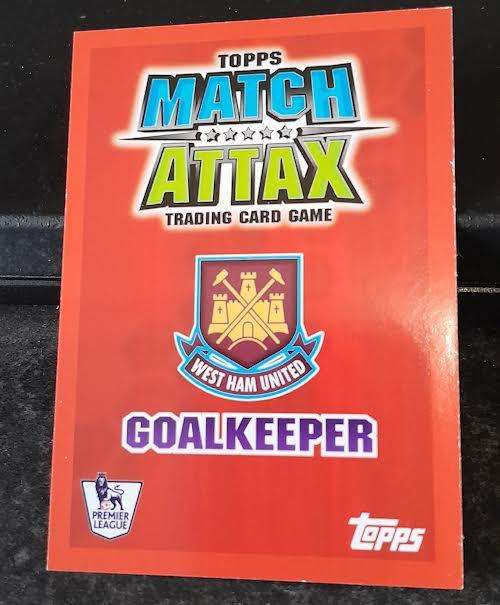 TOPPS
MATCH
ATTAX
TRADING CARD GAME
WEST HAM UNITED
GOALKEEPER
PREMIER
LEAGUE
topps